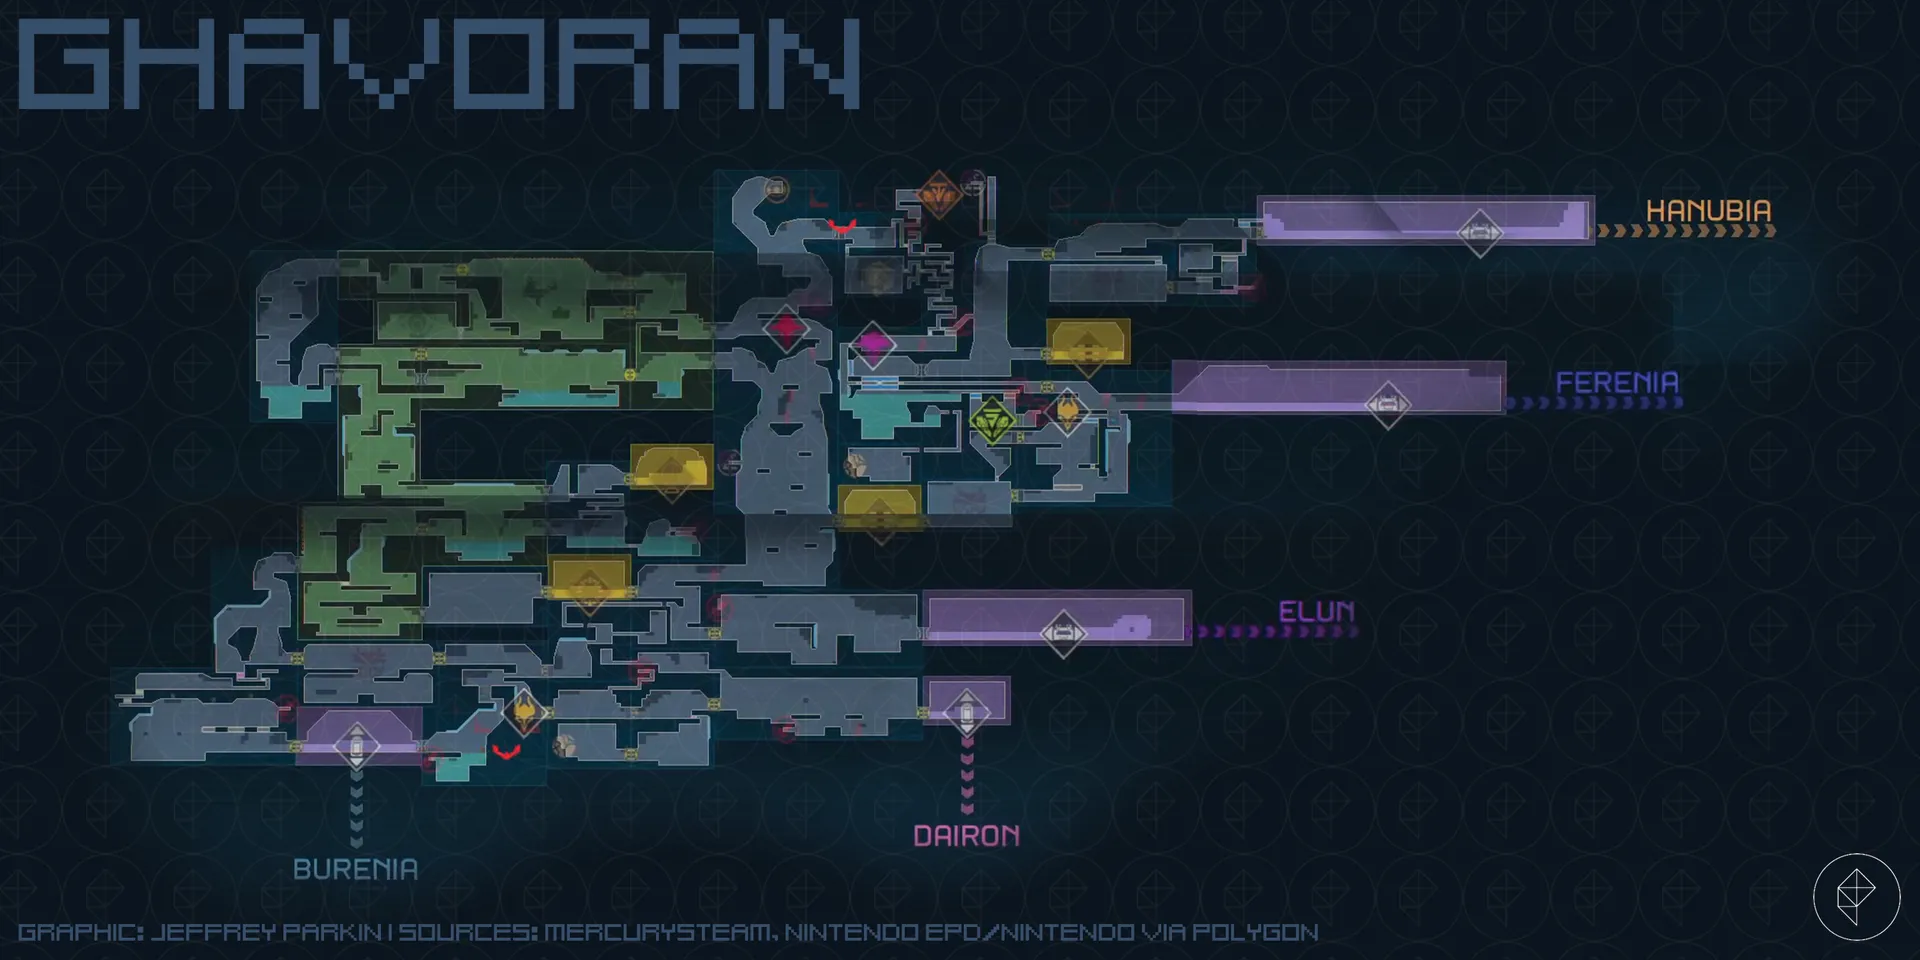 GHAVORAN
HANUBIA
FERENIA
ELUN
DAIRON
BURENIA
GRAPHIC: JEFFREY PARKIN | SOURCES: MERCURYSTEAM, NINTENDO EPD/NINTENDO VIA POLYGON